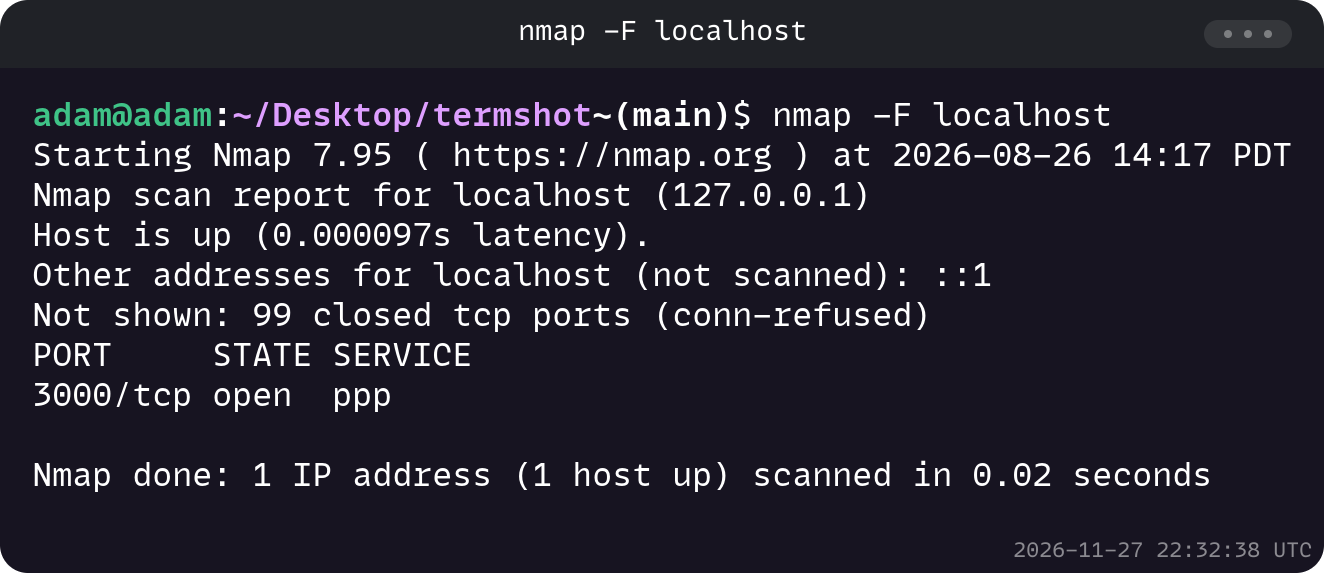 nmap -F localhost
adam@adam:~/Desktop/termshot~(main)$ nmap -F localhost
Starting Nmap 7.95 ( https://nmap.org ) at 2026-08-26 14:17 PDT
Nmap scan report for localhost (127.0.0.1)
Host is up (0.000097s latency).
Other addresses for localhost (not scanned): ::1
Not shown: 99 closed tcp ports (conn-refused)
PORT     STATE SERVICE
3000/tcp open  ppp

Nmap done: 1 IP address (1 host up) scanned in 0.02 seconds
2026-11-27 22:32:38 UTC